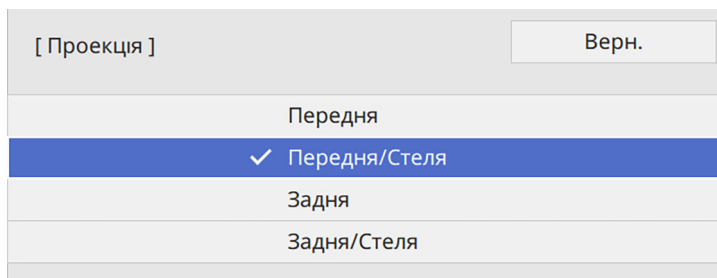 [ Проекція ]
Верн.
Передня
Передня/Стеля
Задня
Задня/Стеля